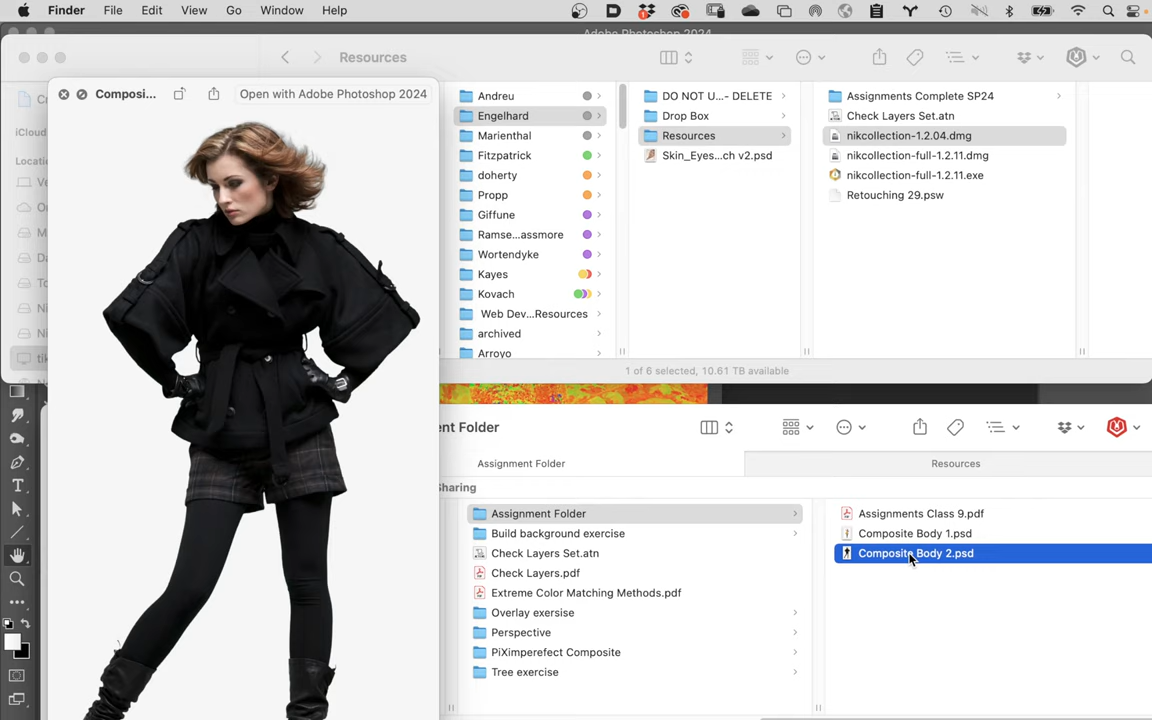 Finder File Edit View Go Window Help
Adobe Photoshop 2024
Resources
Composi... Open with Adobe Photoshop 2024
iCloud
Locatio
Andreu
Engelhard
Marienthal
Fitzpatrick
doherty
Propp
Giffune
Ramse...assmore
Wortendyke
Kayes
Kovach
Web Dev...Resources
archived
Arroyo
DO NOT U...- DELETE
Drop Box
Resources
Skin_Eyes...ch v2.psd
Assignments Complete SP24
Check Layers Set.atn
nikcollection-1.2.04.dmg
nikcollection-full-1.2.11.dmg
nikcollection-full-1.2.11.exe
Retouching 29.psw
1 of 6 selected, 10.61 TB available
ent Folder
Assignment Folder Resources
Sharing
Assignment Folder
Build background exercise
Check Layers Set.atn
Check Layers.pdf
Extreme Color Matching Methods.pdf
Overlay exersise
Perspective
PiXimperefect Composite
Tree exercise
Assignments Class 9.pdf
Composite Body 1.psd
Composite Body 2.psd